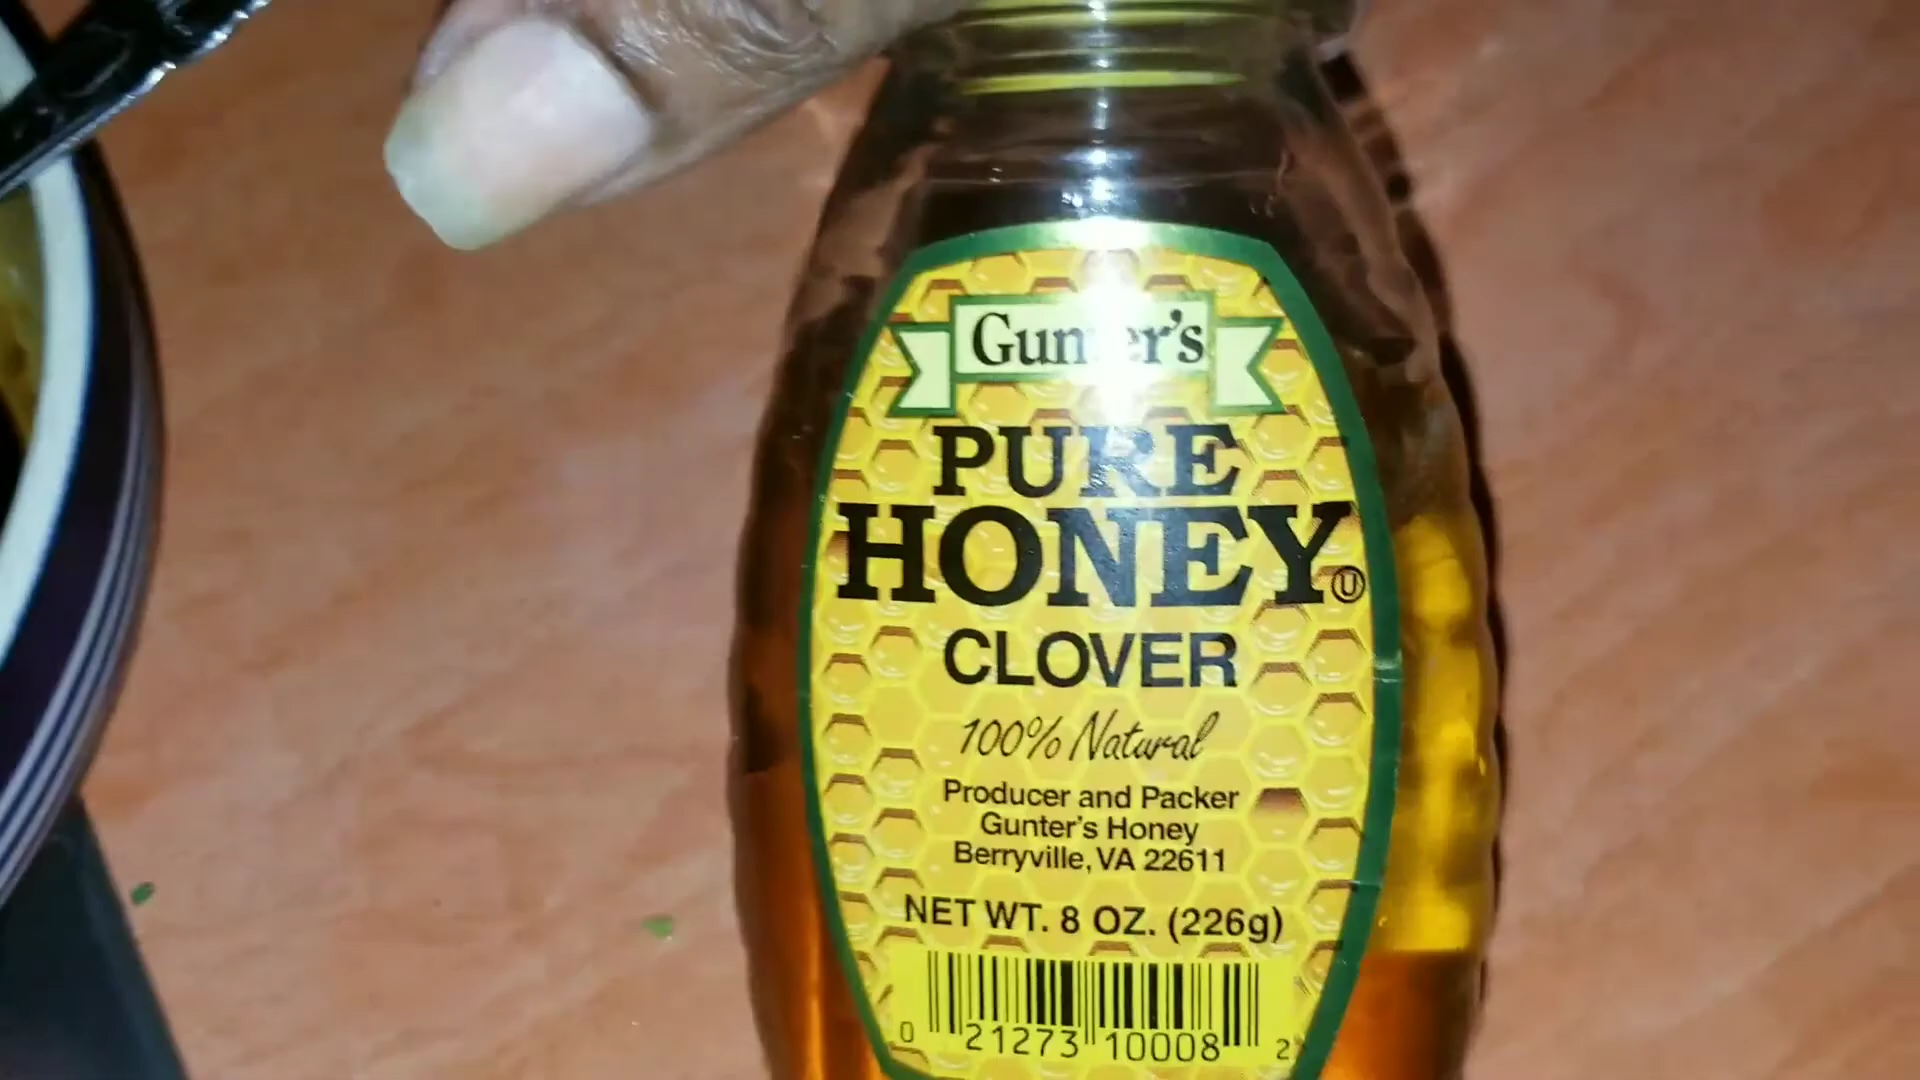 Gunter's
PURE
HONEY
U
CLOVER
100% Natural
Producer and Packer
Gunter's Honey
Berryville, VA 22611
NET WT. 8 OZ. (226g)
0 21273 10008 2